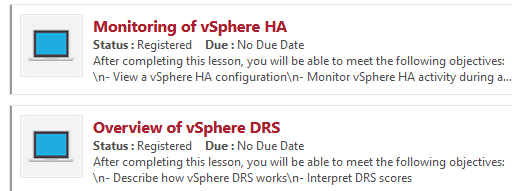 Monitoring of vSphere HA
Status : Registered Due : No Due Date
After completing this lesson, you will be able to meet the following objectives:
\n- View a vSphere HA configuration\n- Monitor vSphere HA activity during a...
Overview of vSphere DRS
Status : Registered Due : No Due Date
After completing this lesson, you will be able to meet the following objectives:
\n- Describe how vSphere DRS works\n- Interpret DRS scores